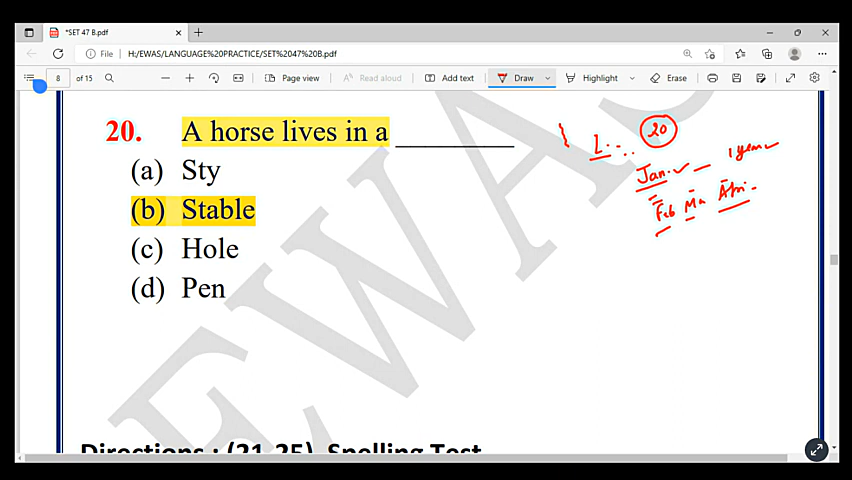 *SET 47 B.pdf
File
H:/EWAS/LANGUAGE%20PRACTICE/SET%2047%20B.pdf
8 of 15
Page view
Read aloud
Add text
Draw
Highlight
Erase
EWAS
20. A horse lives in a ________
(a) Sty
(b) Stable
(c) Hole
(d) Pen
20
L..
Jan. 1 year
Feb Ma Apri.
Directions : (21-25) Spelling Test